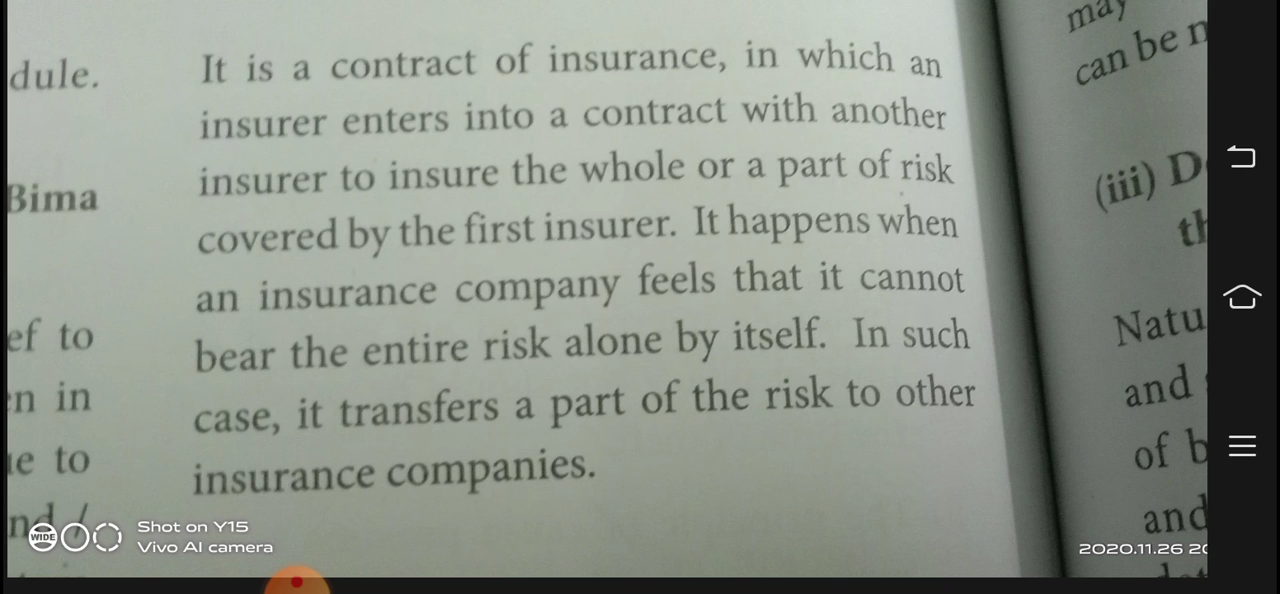 dule.
Bima
ef to
in
to
It is a contract of insurance, in which an
insurer enters into a contract with another
insurer to insure the whole or a part of risk
covered by the first insurer. It happens when
an insurance company feels that it cannot
bear the entire risk alone by itself. In such
case, it transfers a part of the risk to other
insurance companies.
may
can be n
(iii) D
th
Natu
and
of b
and
WIDE
Shot on Y15
Vivo AI camera
2020.11.26 20